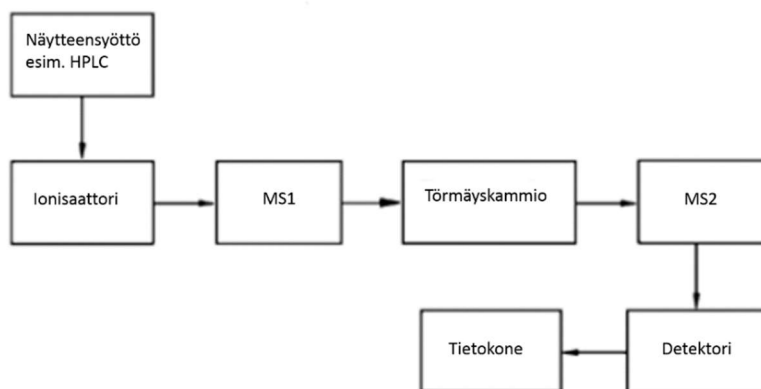 Näytteensyöttö
esim. HPLC
Ionisaattori
MS1
Törmäyskammio
MS2
Tietokone
Detektori